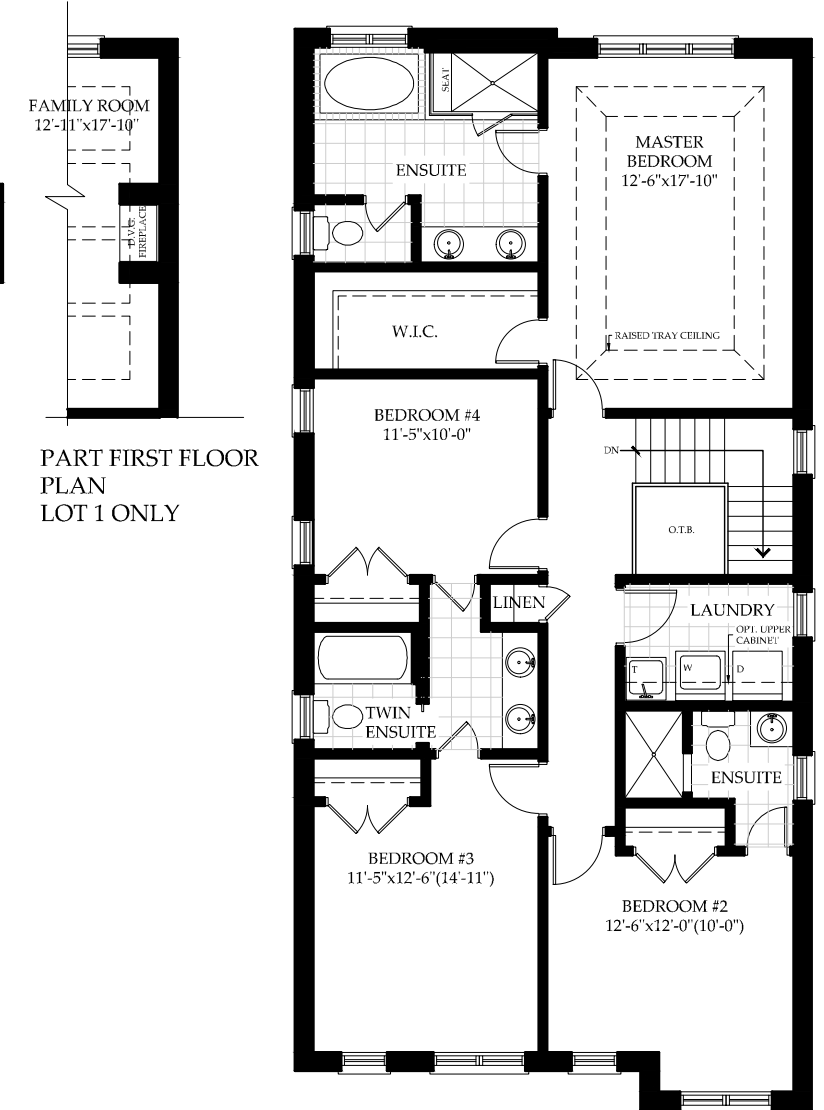 FAMILY ROOM
12'-11"x17'-10"
D.V.G.
FIREPLACE
PART FIRST FLOOR
PLAN
LOT 1 ONLY
SEAT
ENSUITE
MASTER
BEDROOM
12'-6"x17'-10"
W.I.C.
RAISED TRAY CEILING
BEDROOM #4
11'-5"x10'-0"
DN
O.T.B.
LINEN
LAUNDRY
OPT. UPPER
CABINET
T
W
D
TWIN
ENSUITE
ENSUITE
BEDROOM #3
11'-5"x12'-6"(14'-11")
BEDROOM #2
12'-6"x12'-0"(10'-0")